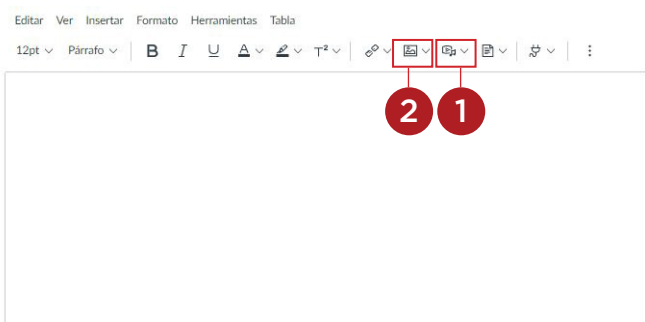 Editar Ver Insertar Formato Herramientas Tabla
12pt Párrafo B I U A T²
2 1